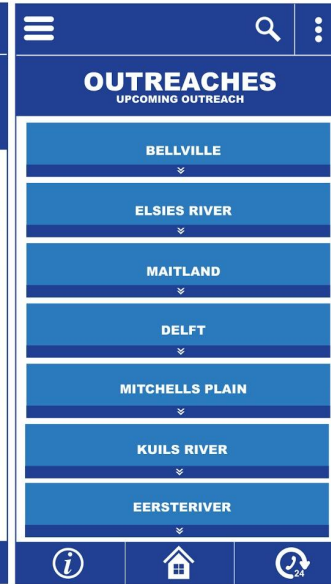 OUTREACHES
UPCOMING OUTREACH
BELLVILLE
ELSIES RIVER
MAITLAND
DELFT
MITCHELLS PLAIN
KUILS RIVER
EERSTERIVER
i
24